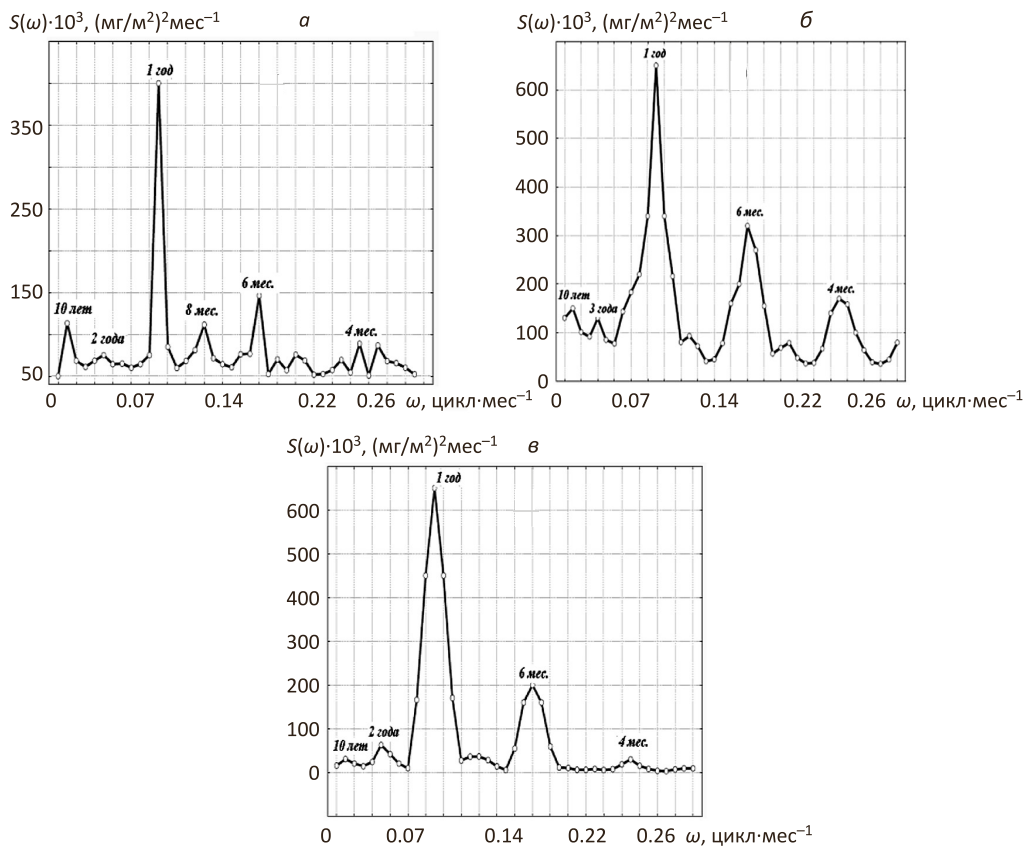 S(ω)·10³, (мг/м²)²мес⁻¹ а
1 год
350
250
6 мес.
150
10 лет
8 мес.
2 года
4 мес.
50
0 0.07 0.14 0.22 0.26 ω, цикл·мес⁻¹
S(ω)·10³, (мг/м²)²мес⁻¹ б
1 год
600
500
400
6 мес.
300
200
10 лет
4 мес.
3 года
100
0
0 0.07 0.14 0.22 0.26 ω, цикл·мес⁻¹
S(ω)·10³, (мг/м²)²мес⁻¹ в
1 год
600
500
400
300
6 мес.
200
100
2 года
10 лет
4 мес.
0
0 0.07 0.14 0.22 0.26 ω, цикл·мес⁻¹